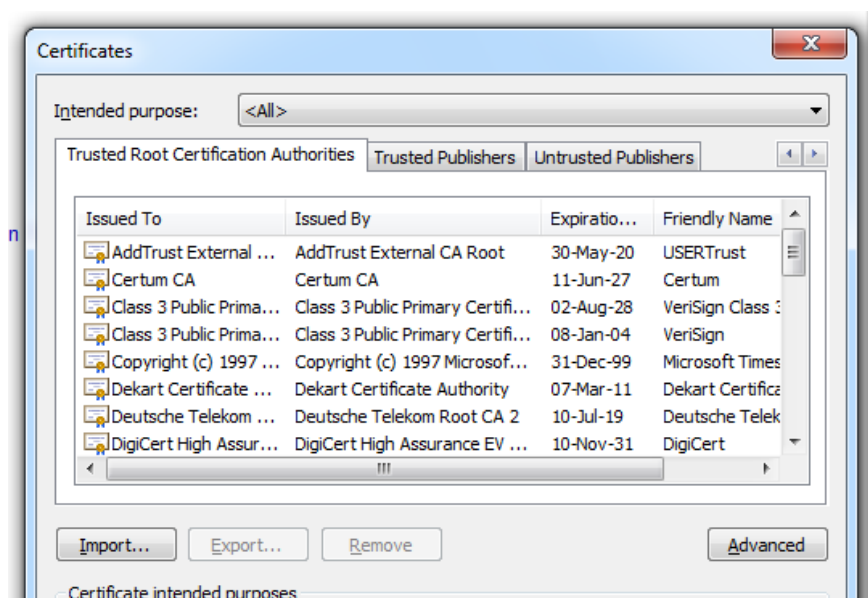 Certificates
Intended purpose: <All>
Trusted Root Certification Authorities Trusted Publishers Untrusted Publishers
Issued To Issued By Expiratio... Friendly Name
n
AddTrust External ... AddTrust External CA Root 30-May-20 USERTrust
Certum CA Certum CA 11-Jun-27 Certum
Class 3 Public Prima... Class 3 Public Primary Certifi... 02-Aug-28 VeriSign Class 3
Class 3 Public Prima... Class 3 Public Primary Certifi... 08-Jan-04 VeriSign
Copyright (c) 1997 ... Copyright (c) 1997 Microsof... 31-Dec-99 Microsoft Times
Dekart Certificate ... Dekart Certificate Authority 07-Mar-11 Dekart Certifica
Deutsche Telekom ... Deutsche Telekom Root CA 2 10-Jul-19 Deutsche Telek
DigiCert High Assur... DigiCert High Assurance EV ... 10-Nov-31 DigiCert
Import... Export... Remove Advanced
Certificate intended purposes